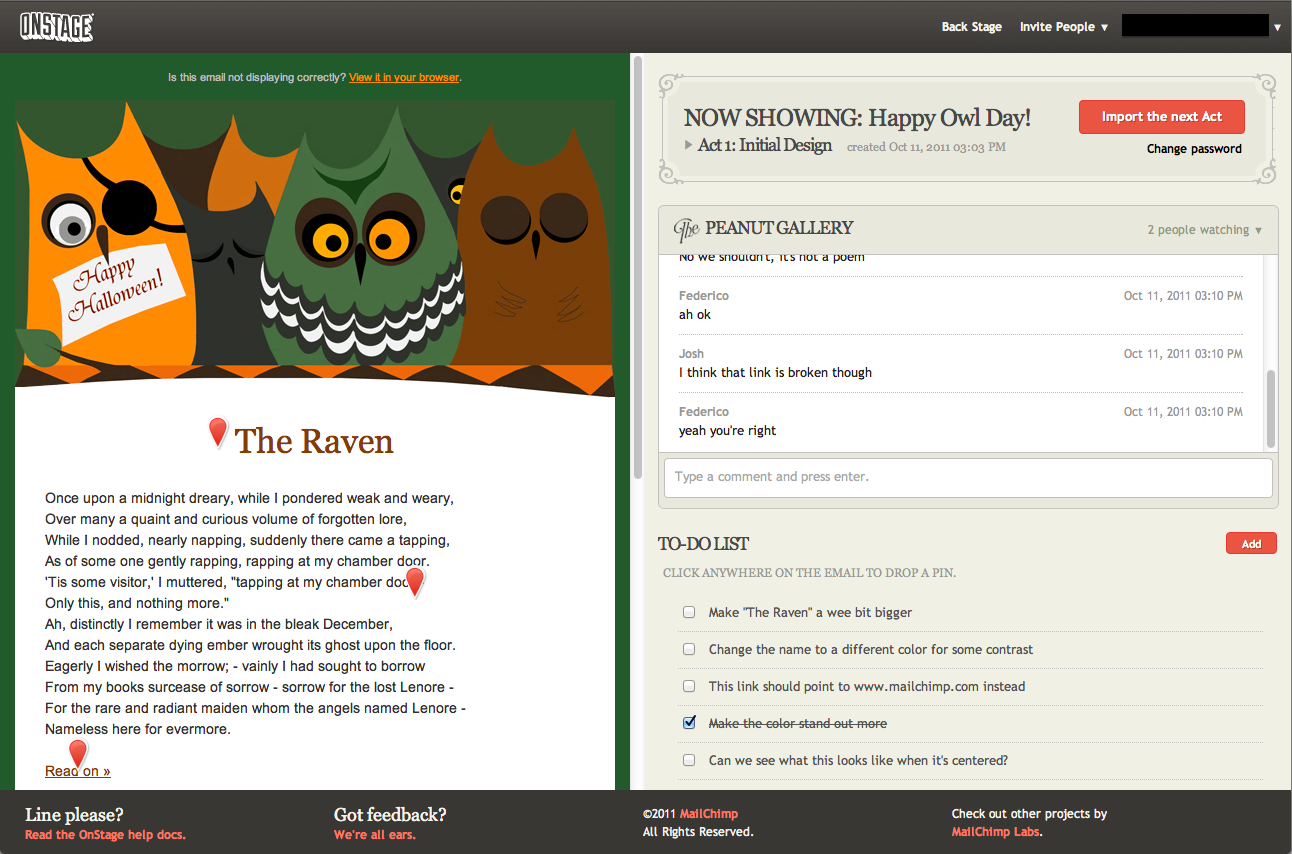 ONSTAGE
Back Stage
Invite People ▼
▼
Is this email not displaying correctly? View it in your browser.
Happy
Halloween!
The Raven
Once upon a midnight dreary, while I pondered weak and weary,
Over many a quaint and curious volume of forgotten lore,
While I nodded, nearly napping, suddenly there came a tapping,
As of some one gently rapping, rapping at my chamber door.
'Tis some visitor,' I muttered, "tapping at my chamber doo
Only this, and nothing more."
Ah, distinctly I remember it was in the bleak December,
And each separate dying ember wrought its ghost upon the floor.
Eagerly I wished the morrow; - vainly I had sought to borrow
From my books surcease of sorrow - sorrow for the lost Lenore -
For the rare and radiant maiden whom the angels named Lenore -
Nameless here for evermore.
Read on »
NOW SHOWING: Happy Owl Day!
Act 1: Initial Design created Oct 11, 2011 03:03 PM
Import the next Act
Change password
The PEANUT GALLERY
2 people watching ▼
No we shouldn't, it's not a poem
Federico Oct 11, 2011 03:10 PM
ah ok
Josh Oct 11, 2011 03:10 PM
I think that link is broken though
Federico Oct 11, 2011 03:10 PM
yeah you're right
Type a comment and press enter.
TO-DO LIST
Add
CLICK ANYWHERE ON THE EMAIL TO DROP A PIN.
Make "The Raven" a wee bit bigger
Change the name to a different color for some contrast
This link should point to www.mailchimp.com instead
Make the color stand out more
Can we see what this looks like when it's centered?
Line please?
Read the OnStage help docs.
Got feedback?
We're all ears.
©2011 MailChimp
All Rights Reserved.
Check out other projects by
MailChimp Labs.